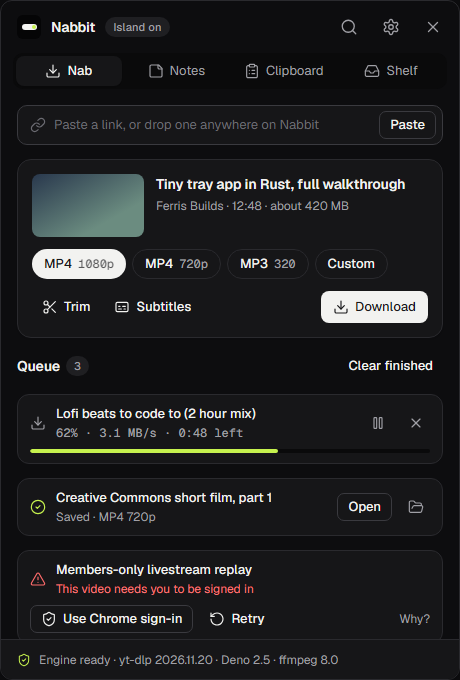 Nabbit Island on
Nab Notes Clipboard Shelf
Paste a link, or drop one anywhere on Nabbit Paste
Tiny tray app in Rust, full walkthrough
Ferris Builds · 12:48 · about 420 MB
MP4 1080p MP4 720p MP3 320 Custom
Trim Subtitles Download
Queue 3 Clear finished
Lofi beats to code to (2 hour mix)
62% · 3.1 MB/s · 0:48 left
Creative Commons short film, part 1
Saved · MP4 720p
Open
Members-only livestream replay
This video needs you to be signed in
Use Chrome sign-in Retry Why?
Engine ready · yt-dlp 2026.11.20 · Deno 2.5 · ffmpeg 8.0